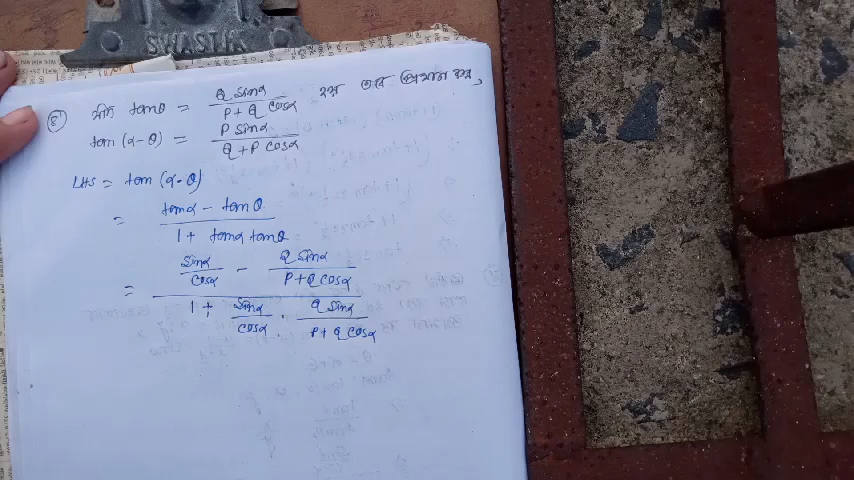 SWASTIK
৪) যদি tanθ = Q sinα / P + Q cosα হয় তবে প্রমাণ কর,
tan (α - θ) = P sinα / Q + P cosα
LHS = tan (α - θ)
= tanα - tanθ / 1 + tanα tanθ
= sinα / cosα - Q sinα / P + Q cosα / 1 + sinα / cosα · Q sinα / P + Q cosα